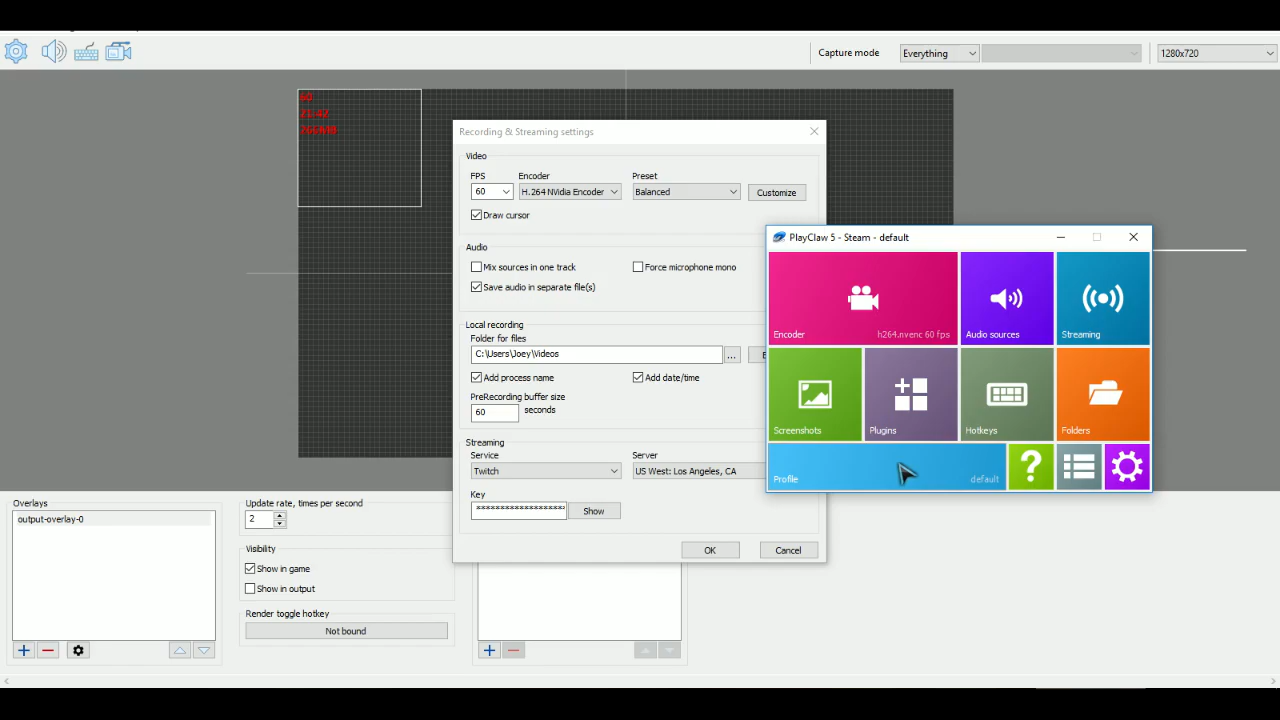 Capture mode
Everything
1280x720
60
21:42
Recording & Streaming settings
Video
FPS
Encoder
Preset
60
H.264 NVidia Encoder
Balanced
Customize
Draw cursor
Audio
Mix sources in one track
Force microphone mono
Save audio in separate file(s)
Local recording
Folder for files
C:\Users\Joey\Videos
...
Add process name
Add date/time
PreRecording buffer size
60
seconds
Streaming
Service
Server
Twitch
US West: Los Angeles, CA
Key
*******************
Show
OK
Cancel
PlayClaw 5 - Steam - default
Encoder
h264.nvenc 60 fps
Audio sources
Streaming
Screenshots
Plugins
Hotkeys
Folders
Profile
default
?
Overlays
output-overlay-0
Update rate, times per second
2
Visibility
Show in game
Show in output
Render toggle hotkey
Not bound